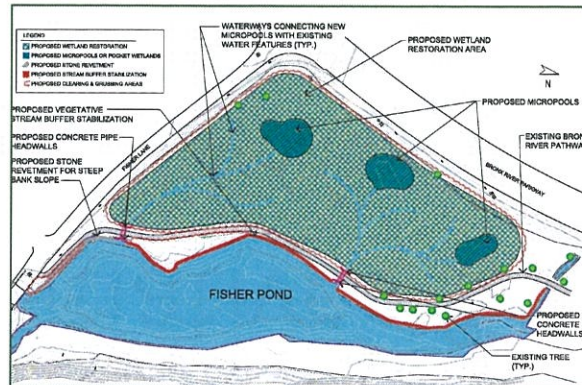 LEGEND
PROPOSED WETLAND RESTORATION
PROPOSED MICROPOOLS OR POCKET WETLANDS
PROPOSED STONE REVETMENT
PROPOSED STREAM BUFFER STABILIZATION
PROPOSED CLEARING & GRUBBING AREAS
WATERWAYS CONNECTING NEW
MICROPOOLS WITH EXISTING
WATER FEATURES (TYP.)
PROPOSED WETLAND
RESTORATION AREA
N
PROPOSED MICROPOOLS
PROPOSED VEGETATIVE
STREAM BUFFER STABILIZATION
PROPOSED CONCRETE PIPE
HEADWALLS
PROPOSED STONE
REVETMENT FOR STEEP
BANK SLOPE
FISHER LANE
BRONX RIVER PARKWAY
EXISTING
RIVER PATHWAY
FISHER POND
PROPOSED
CONCRETE
HEADWALLS
EXISTING TREE
(TYP.)